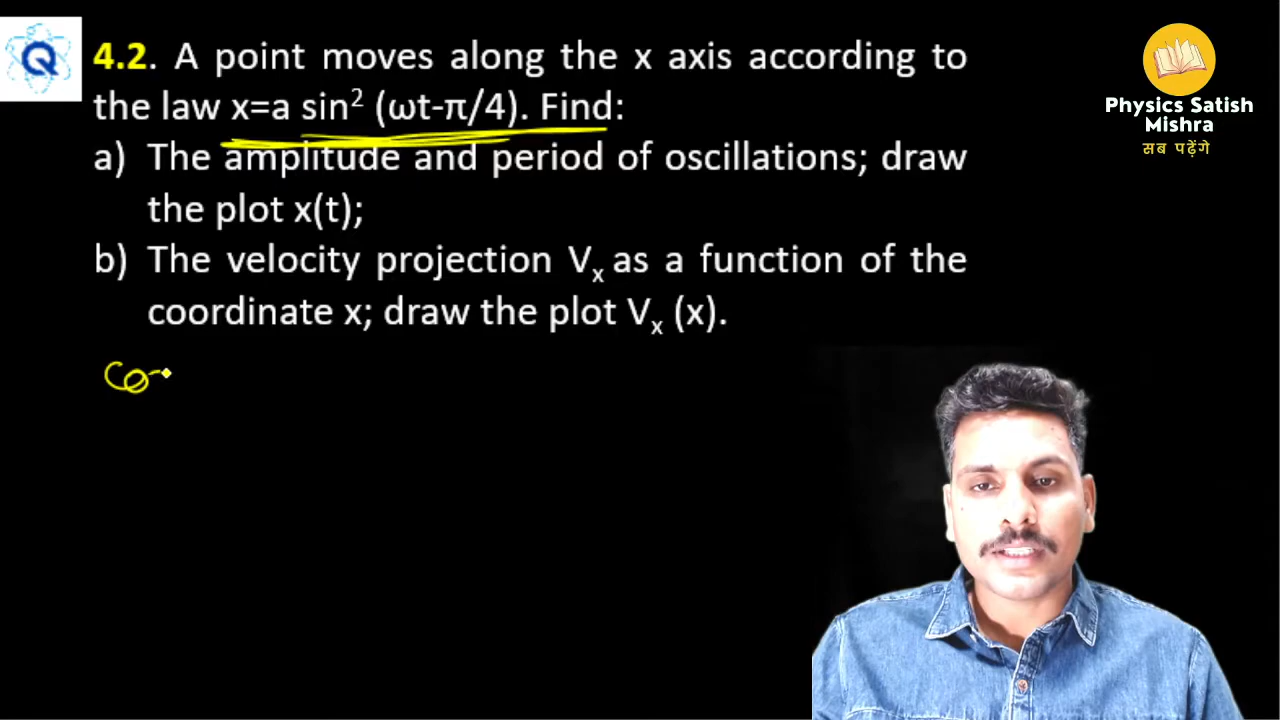 4.2. A point moves along the x axis according to
the law x=a sin² (ωt-π/4). Find:
a) The amplitude and period of oscillations; draw
the plot x(t);
b) The velocity projection Vₓ as a function of the
coordinate x; draw the plot Vₓ (x).
Q
Physics Satish
Mishra
सब पढ़ेंगे